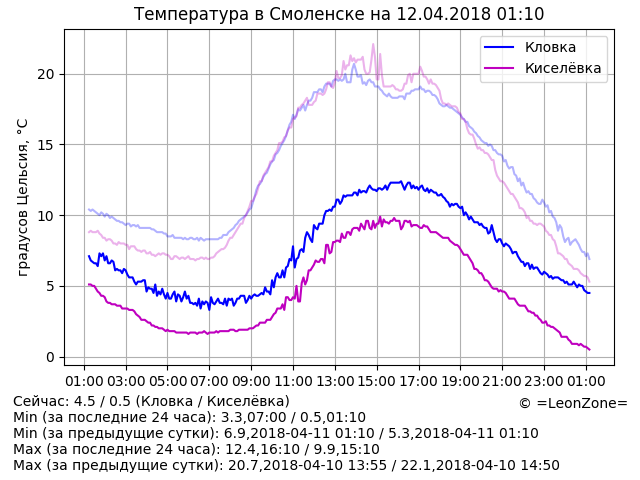 Температура в Смоленске на 12.04.2018 01:10
Кловка
Киселёвка
градусов Цельсия, °C
20
15
10
5
0
01:00 03:00 05:00 07:00 09:00 11:00 13:00 15:00 17:00 19:00 21:00 23:00 01:00
Сейчас: 4.5 / 0.5 (Кловка / Киселёвка)
© =LeonZone=
Min (за последние 24 часа): 3.3,07:00 / 0.5,01:10
Min (за предыдущие сутки): 6.9,2018-04-11 01:10 / 5.3,2018-04-11 01:10
Max (за последние 24 часа): 12.4,16:10 / 9.9,15:10
Max (за предыдущие сутки): 20.7,2018-04-10 13:55 / 22.1,2018-04-10 14:50